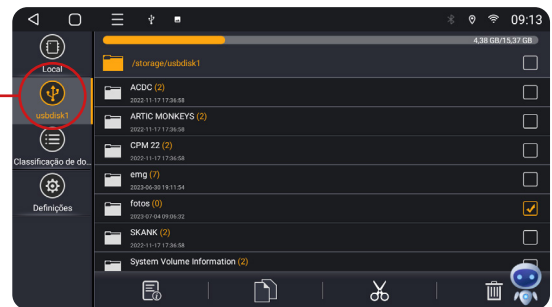 09:13
4,38 GB/15,37 GB
Local
/storage/usbdisk1
usbdisk1
ACDC (2)
2022-11-17 17:36:58
ARTIC MONKEYS (2)
2022-11-17 17:36:58
Classificação de do...
CPM 22 (2)
2022-11-17 17:36:58
emg (7)
2023-06-30 19:11:54
Definições
fotos (0)
2023-07-04 09:06:32
SKANK (2)
2022-11-17 17:36:58
System Volume Information (2)